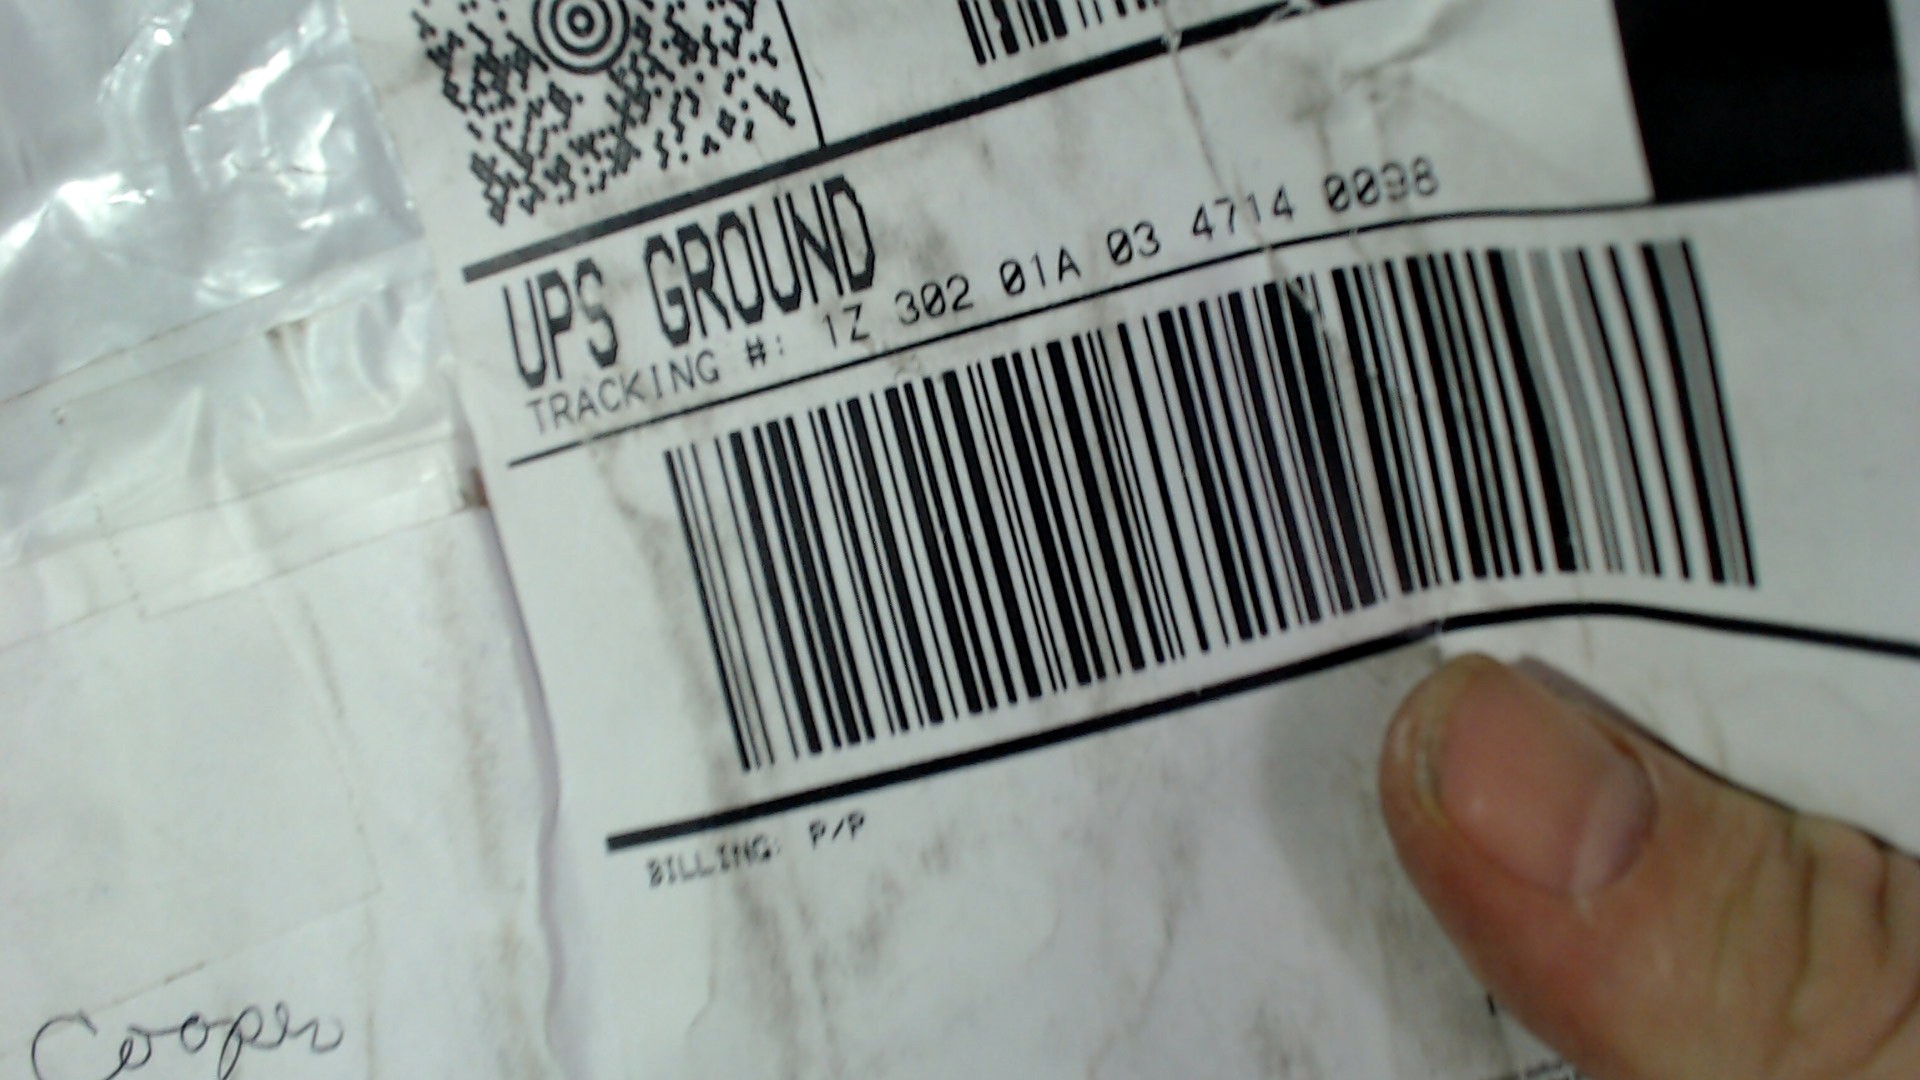 UPS GROUND
TRACKING #: 1Z 302 01A 03 4714 0098
BILLING: P/P
Cooper